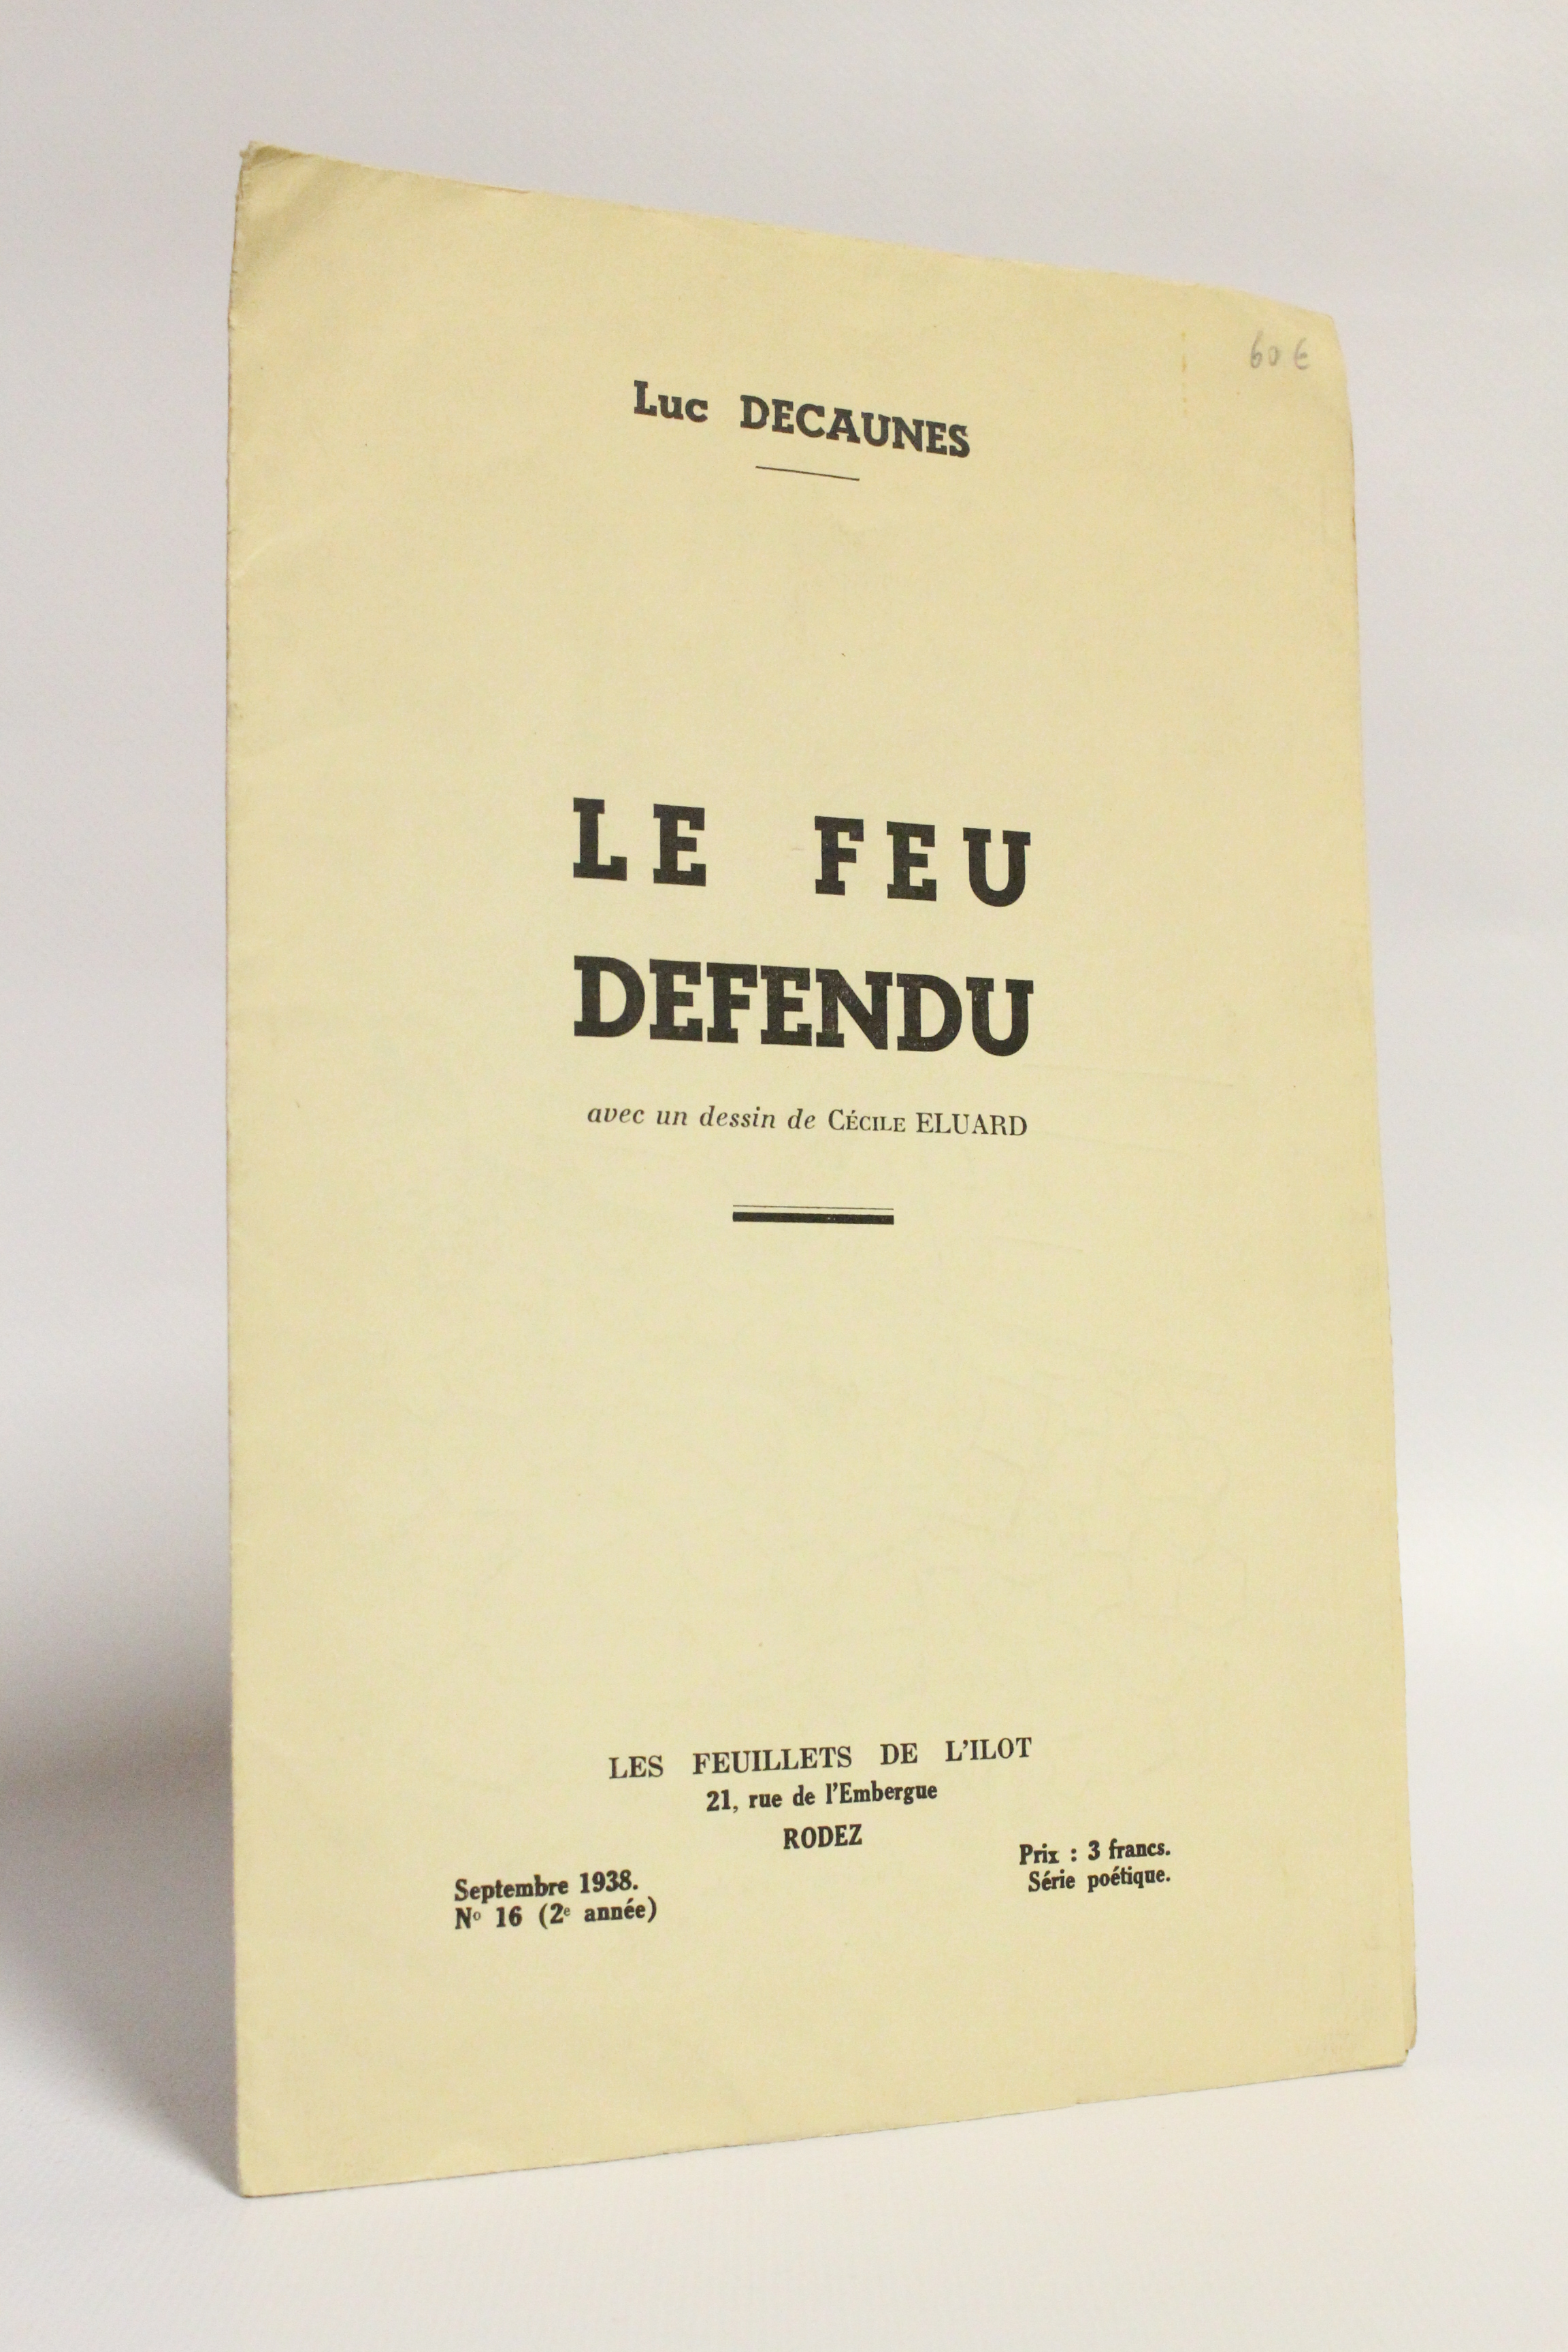 60 €
Luc DECAUNES
LE FEU
DEFENDU
avec un dessin de CÉCILE ELUARD
LES FEUILLETS DE L'ILOT
21, rue de l'Embergue
RODEZ
Septembre 1938.
Nº 16 (2e année)
Prix : 3 francs.
Série poétique.